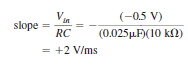 slope = V_in / RC = − (−0.5 V) / (0.025μF)(10 kΩ)
= +2 V/ms